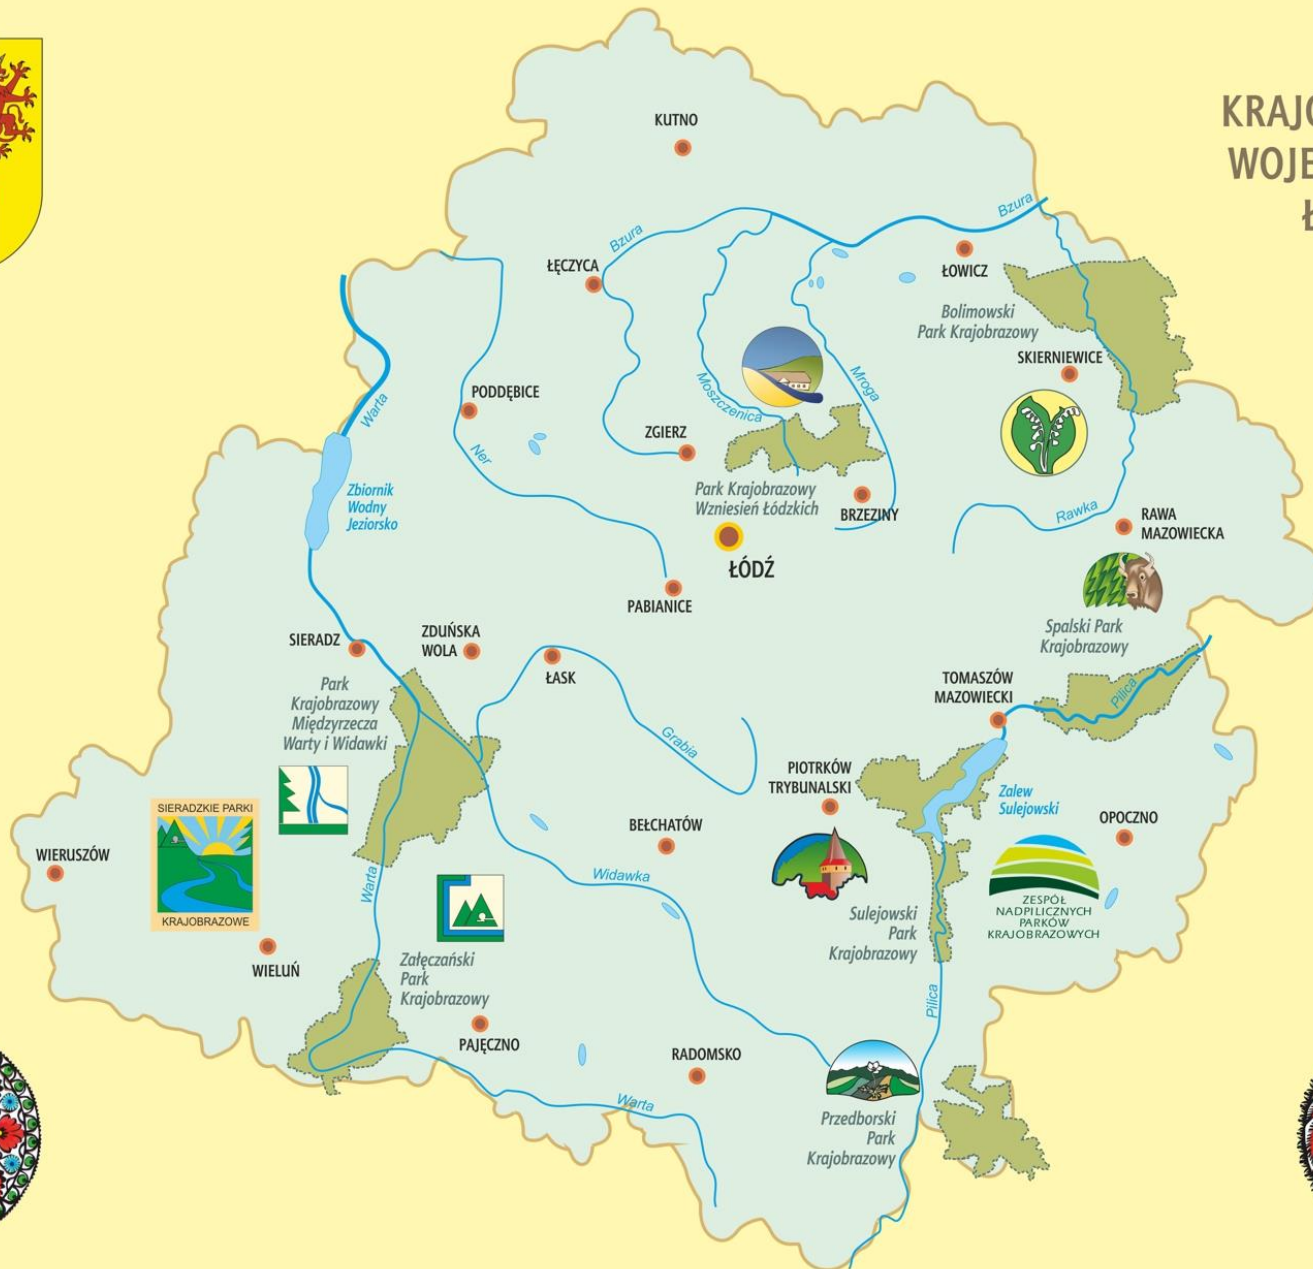 KUTNO
Bzura
Bzura
ŁĘCZYCA
ŁOWICZ
Bolimowski
Park Krajobrazowy
SKIERNIEWICE
Warta
PODDĘBICE
Moszczenica
Mroga
ZGIERZ
Ner
Zbiornik
Wodny
Jeziorsko
Park Krajobrazowy
Wzniesień Łódzkich
BRZEZINY
Rawka
RAWA
MAZOWIECKA
ŁÓDŹ
PABIANICE
SIERADZ
ZDUŃSKA
WOLA
ŁASK
Spalski Park
Krajobrazowy
Park
Krajobrazowy
Międzyrzecza
Warty i Widawki
TOMASZÓW
MAZOWIECKI
Pilica
Grabia
PIOTRKÓW
TRYBUNALSKI
Zalew
Sulejowski
SIERADZKIE PARKI
KRAJOBRAZOWE
WIERUSZÓW
BEŁCHATÓW
OPOCZNO
Warta
Widawka
ZESPÓŁ
NADPILICZNYCH
PARKÓW
KRAJOBRAZOWYCH
Sulejowski
Park
Krajobrazowy
WIELUŃ
Załęczański
Park
Krajobrazowy
Pilica
PAJĘCZNO
RADOMSKO
Warta
Przedborski
Park
Krajobrazowy